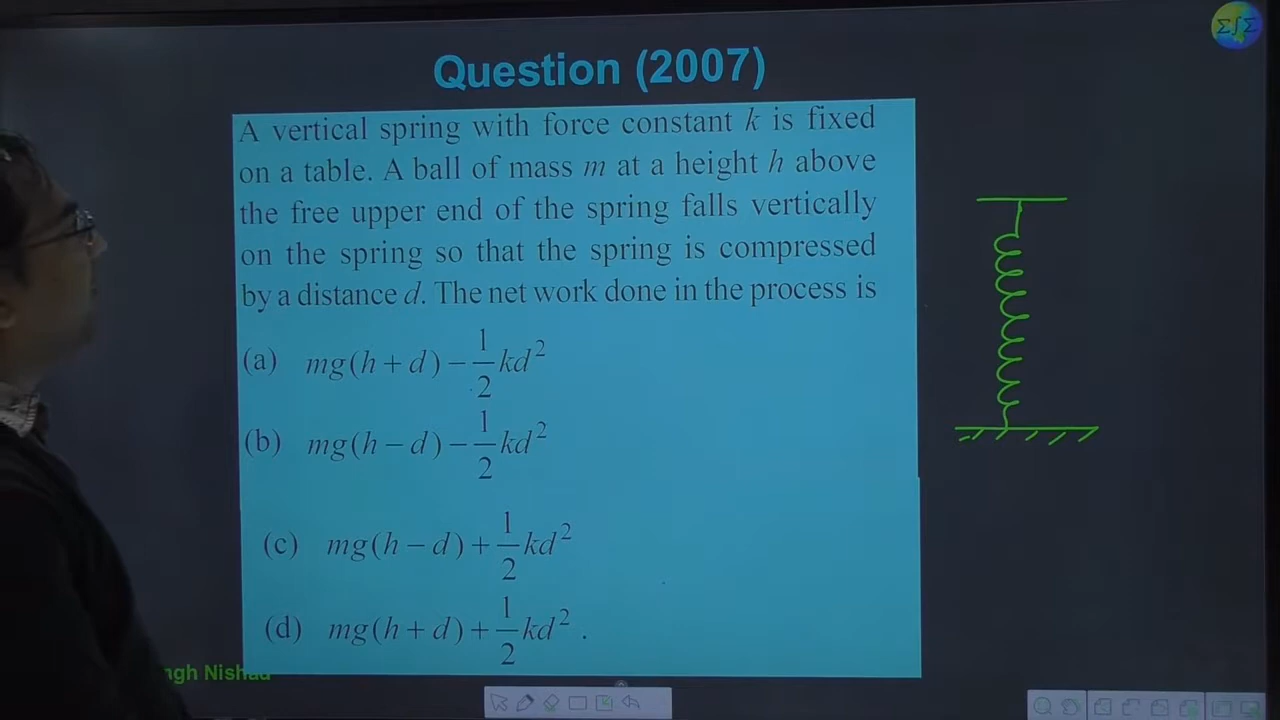 ΣʃΣ
Question (2007)
A vertical spring with force constant k is fixed
on a table. A ball of mass m at a height h above
the free upper end of the spring falls vertically
on the spring so that the spring is compressed
by a distance d. The net work done in the process is
(a) mg(h + d) − 1/2 kd²
(b) mg(h − d) − 1/2 kd²
(c) mg(h − d) + 1/2 kd²
(d) mg(h + d) + 1/2 kd² .